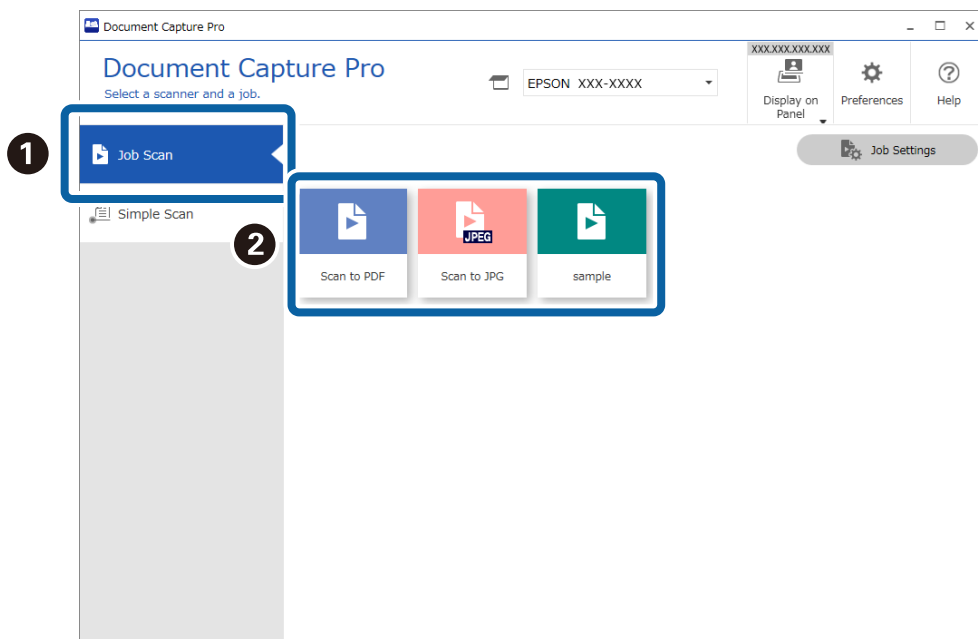 Document Capture Pro
Document Capture Pro
Select a scanner and a job.
EPSON XXX-XXXX
XXX.XXX.XXX.XXX
Display on
Panel
Preferences
Help
1
Job Scan
Job Settings
Simple Scan
2
JPEG
Scan to PDF
Scan to JPG
sample